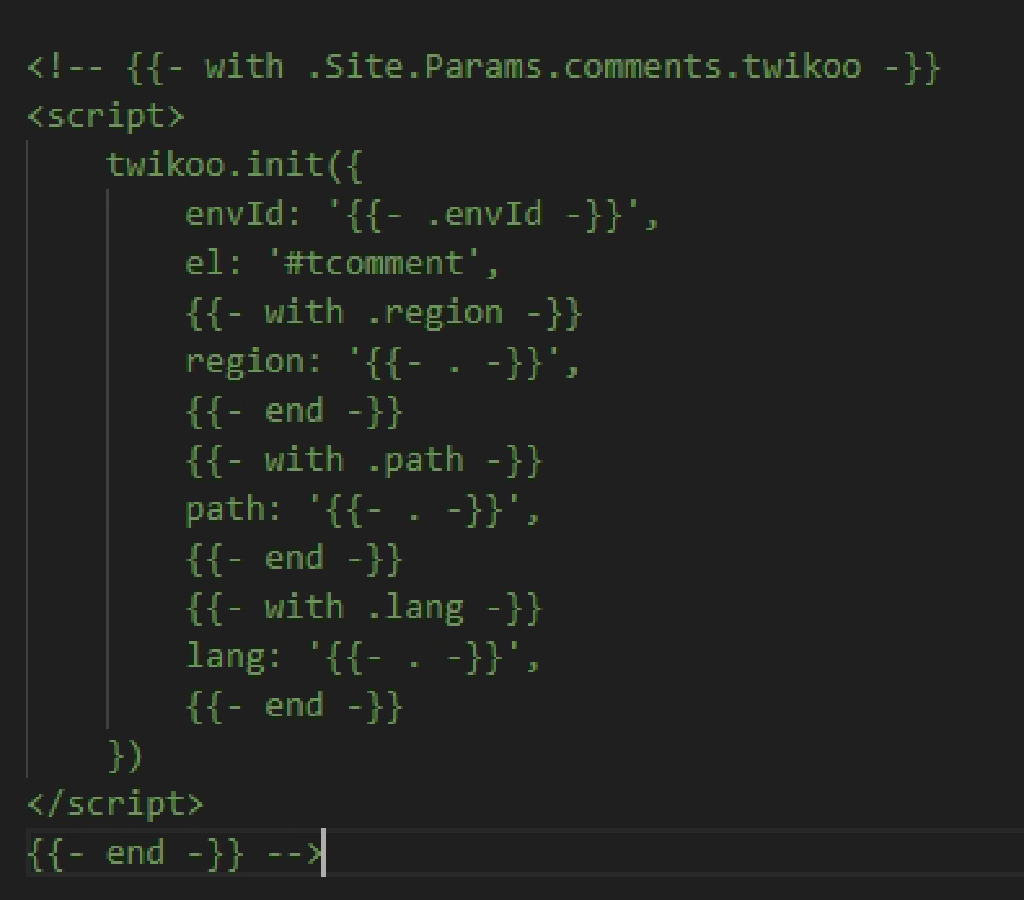 <!-- {{- with .Site.Params.comments.twikoo -}}
<script>
    twikoo.init({
        envId: '{{- .envId -}}',
        el: '#tcomment',
        {{- with .region -}}
        region: '{{- . -}}',
        {{- end -}}
        {{- with .path -}}
        path: '{{- . -}}',
        {{- end -}}
        {{- with .lang -}}
        lang: '{{- . -}}',
        {{- end -}}
    })
</script>
{{- end -}} -->